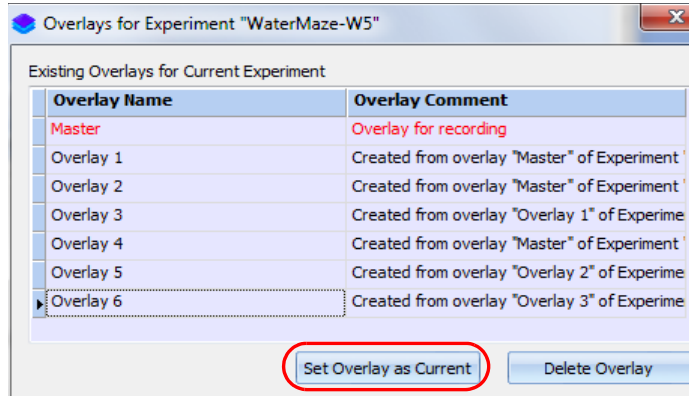 Overlays for Experiment "WaterMaze-W5"
Existing Overlays for Current Experiment
Overlay Name Overlay Comment
Master Overlay for recording
Overlay 1 Created from overlay "Master" of Experiment "
Overlay 2 Created from overlay "Master" of Experiment "
Overlay 3 Created from overlay "Overlay 1" of Experime
Overlay 4 Created from overlay "Master" of Experiment "
Overlay 5 Created from overlay "Overlay 2" of Experime
Overlay 6 Created from overlay "Overlay 3" of Experime
Set Overlay as Current Delete Overlay